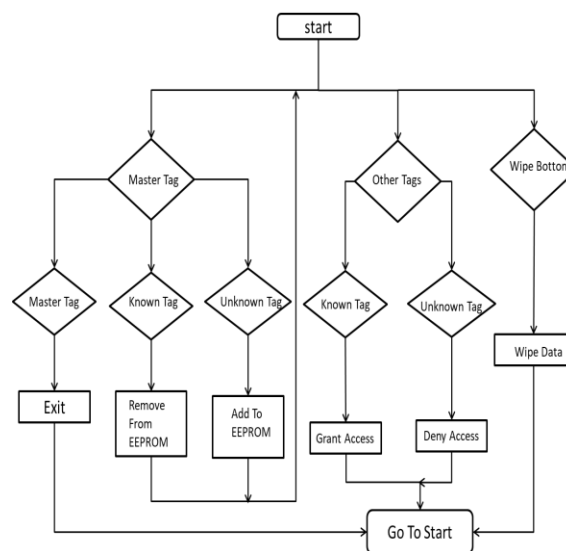 start
Master Tag
Other Tags
Wipe Botton
Master Tag
Known Tag
Unknown Tag
Known Tag
Unknown Tag
Wipe Data
Exit
Remove
From
EEPROM
Add To
EEPROM
Grant Access
Deny Access
Go To Start